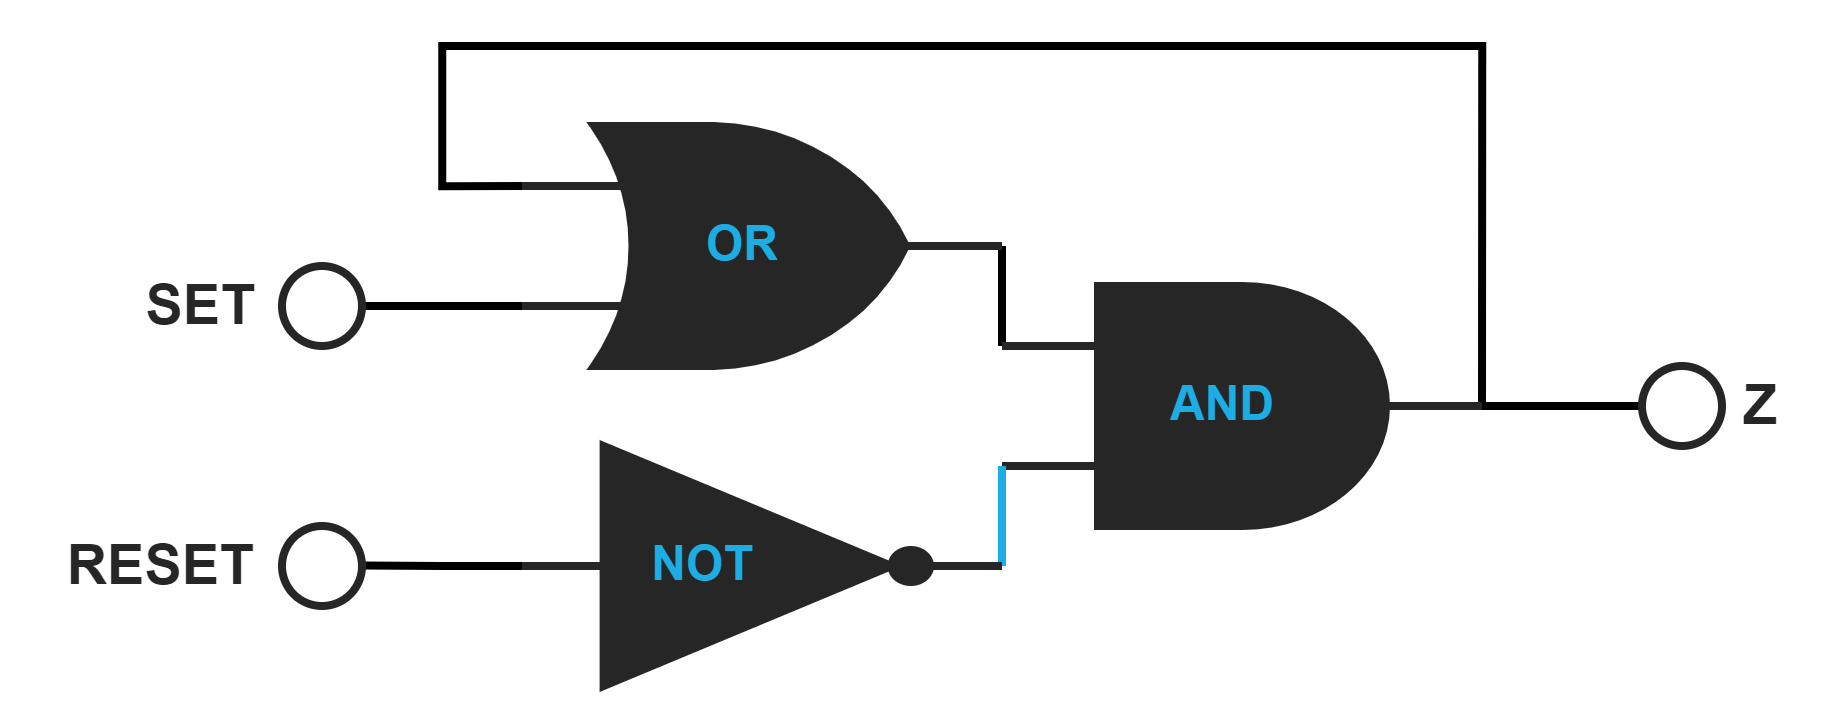 OR
SET
AND
Z
RESET
NOT